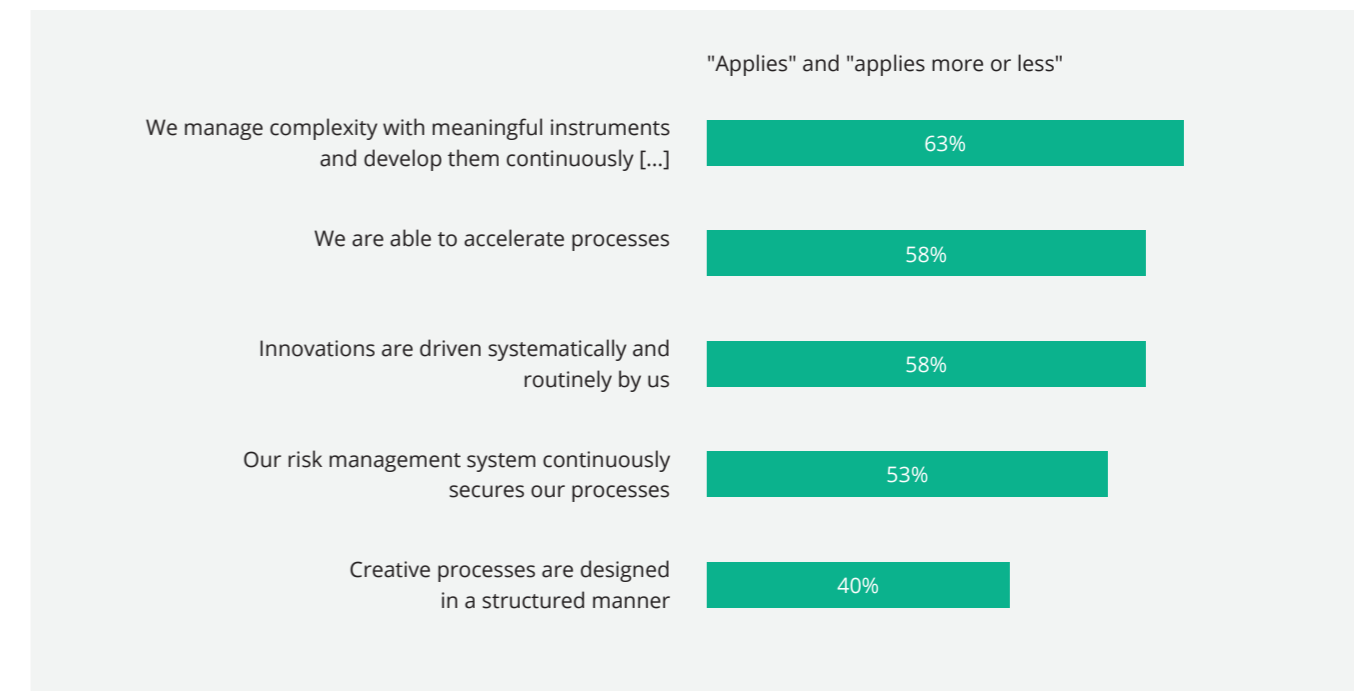 "Applies" and "applies more or less"
We manage complexity with meaningful instruments
and develop them continuously [...]
63%
We are able to accelerate processes
58%
Innovations are driven systematically and
routinely by us
58%
Our risk management system continuously
secures our processes
53%
Creative processes are designed
in a structured manner
40%